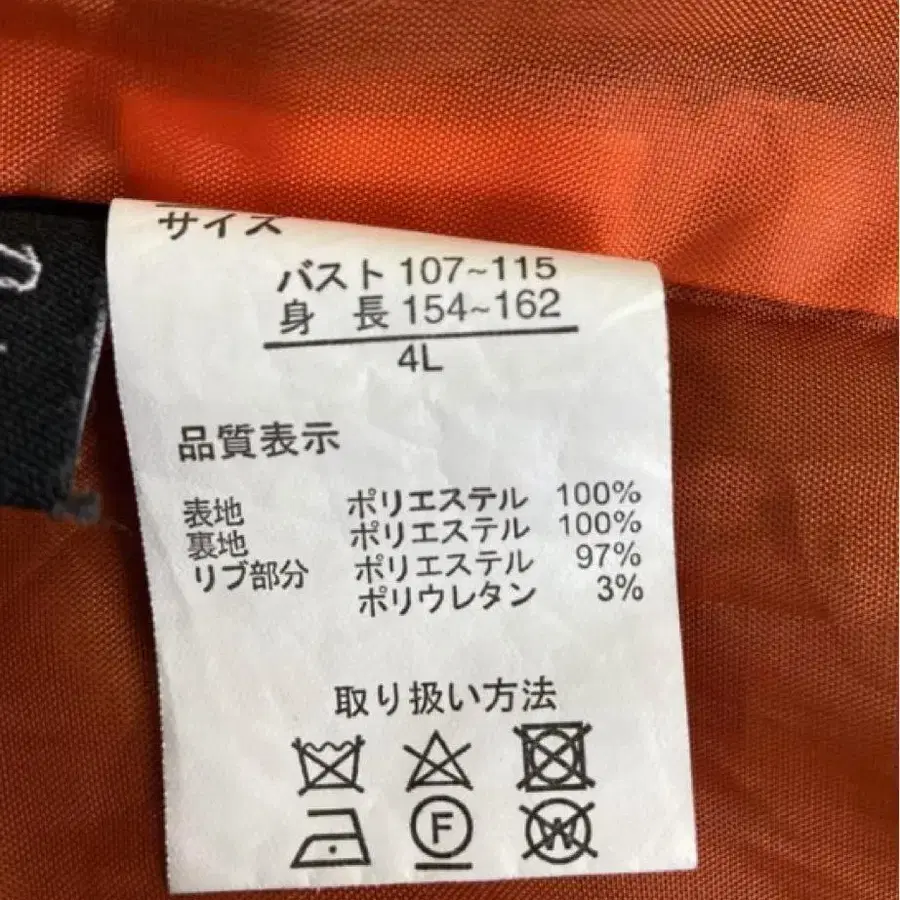 サイズ
バスト 107~115
身 長 154~162
4L
品質表示
表地 ポリエステル 100%
裏地 ポリエステル 100%
リブ部分 ポリエステル 97%
ポリウレタン 3%
取り扱い方法
F
W